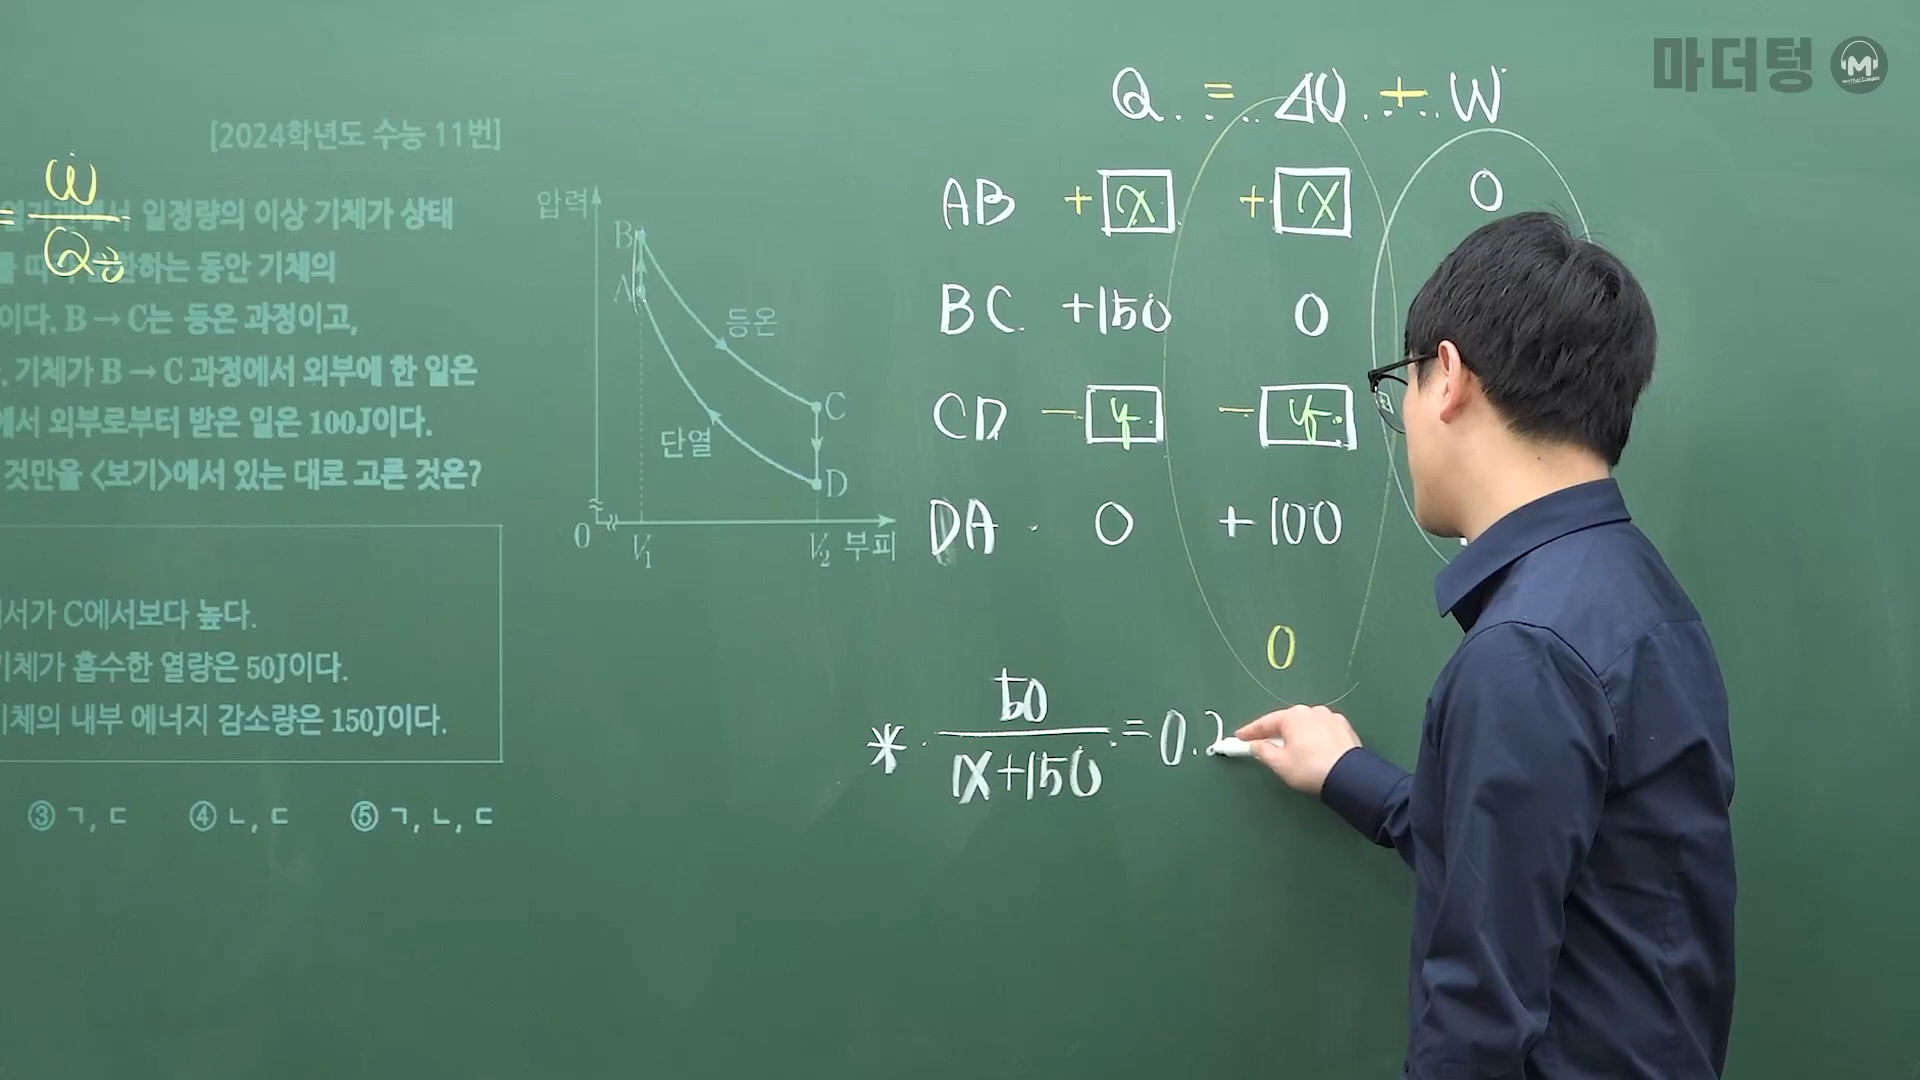 마더텅 M
[2024학년도 수능 11번]
= W / Q공
일정량의 이상 기체가 상태
하는 동안 기체의
이다. B → C는 등온 과정이고,
. 기체가 B → C 과정에서 외부에 한 일은
에서 외부로부터 받은 일은 100J이다.
것만을 <보기>에서 있는 대로 고른 것은?
서가 C에서보다 높다.
기체가 흡수한 열량은 50J이다.
기체의 내부 에너지 감소량은 150J이다.
③ ㄱ, ㄷ ④ ㄴ, ㄷ ⑤ ㄱ, ㄴ, ㄷ
압력
B
A
등온
C
단열
D
0 V₁ V₂ 부피
Q = ΔU + W
AB + x + x 0
BC +150 0
CD - y - y
DA 0 +100
0
* 50 / x+150 = 0.2